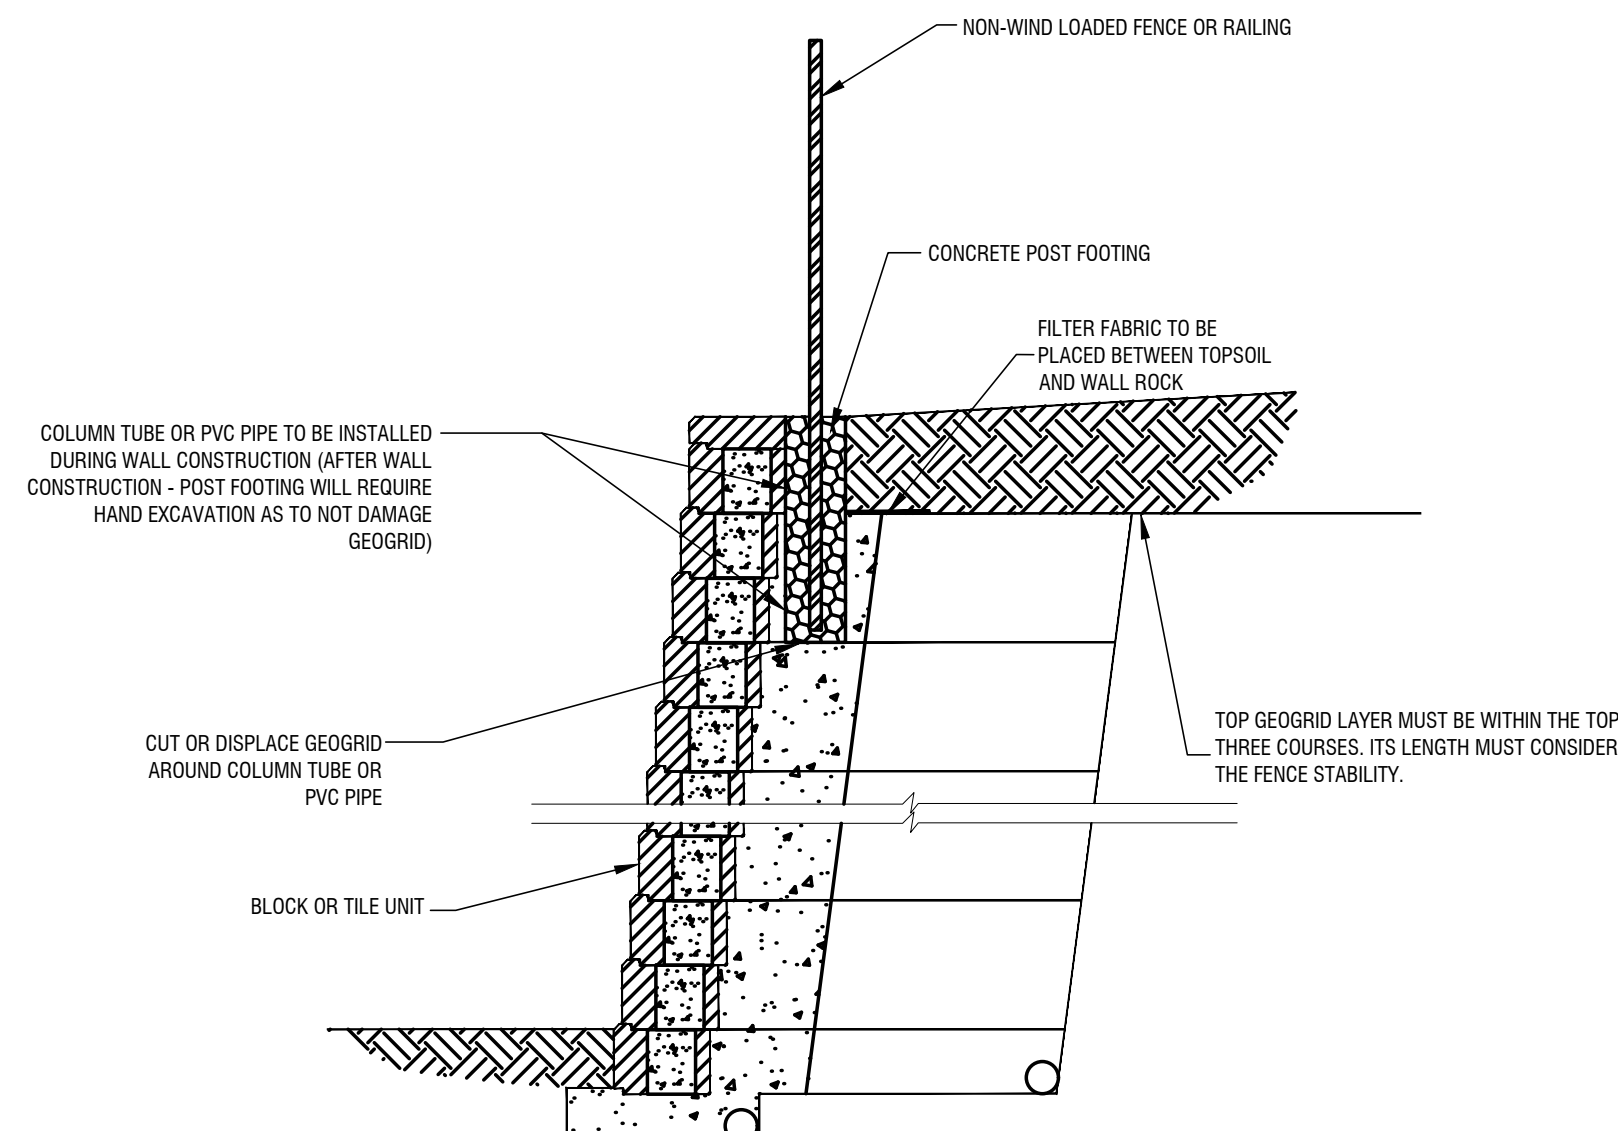 NON-WIND LOADED FENCE OR RAILING
CONCRETE POST FOOTING
FILTER FABRIC TO BE
PLACED BETWEEN TOPSOIL
AND WALL ROCK
COLUMN TUBE OR PVC PIPE TO BE INSTALLED
DURING WALL CONSTRUCTION (AFTER WALL
CONSTRUCTION - POST FOOTING WILL REQUIRE
HAND EXCAVATION AS TO NOT DAMAGE
GEOGRID)
TOP GEOGRID LAYER MUST BE WITHIN THE TOP
THREE COURSES. ITS LENGTH MUST CONSIDER
THE FENCE STABILITY.
CUT OR DISPLACE GEOGRID
AROUND COLUMN TUBE OR
PVC PIPE
BLOCK OR TILE UNIT